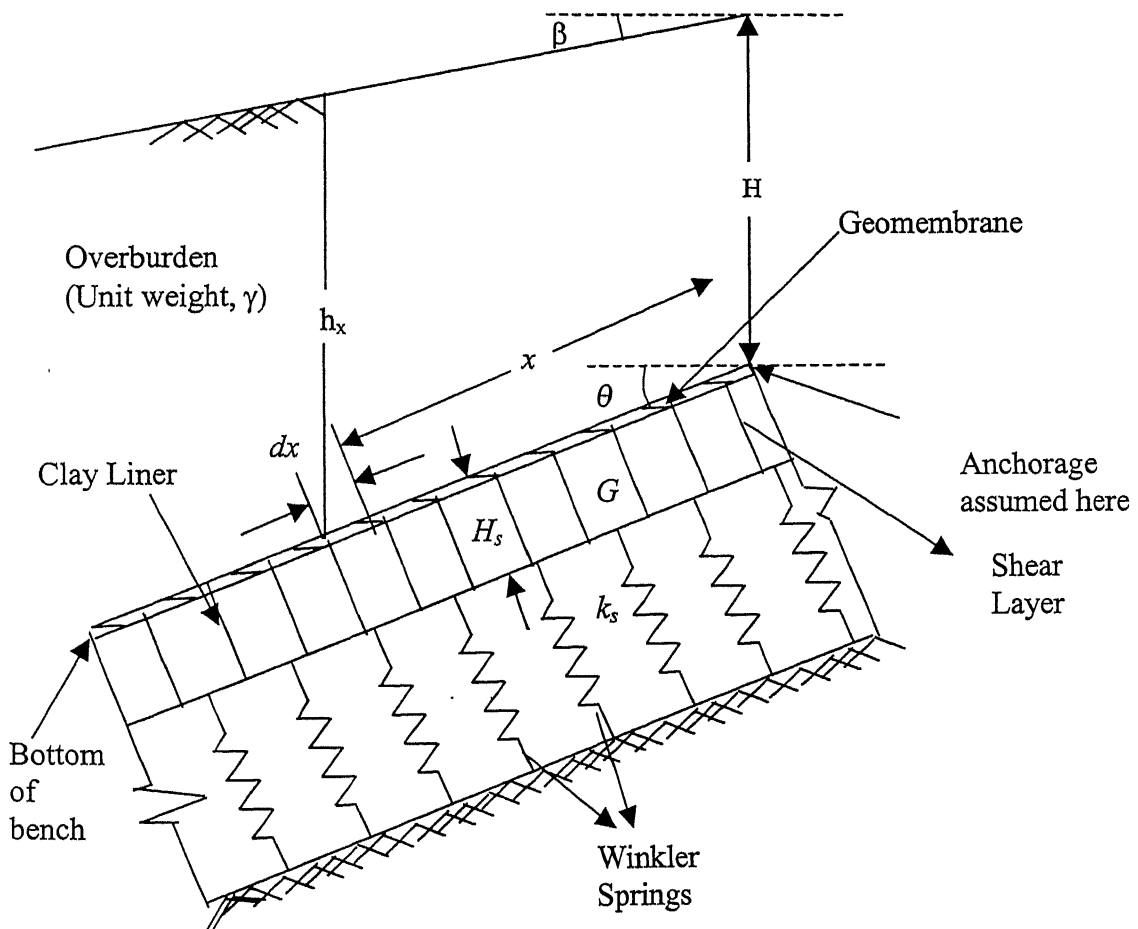 β
H
Geomembrane
Overburden
(Unit weight, γ)
hₓ
x
θ
dx
Clay Liner
G
Hₛ
Anchorage
assumed here
Shear
Layer
kₛ
Bottom
of
bench
Winkler
Springs